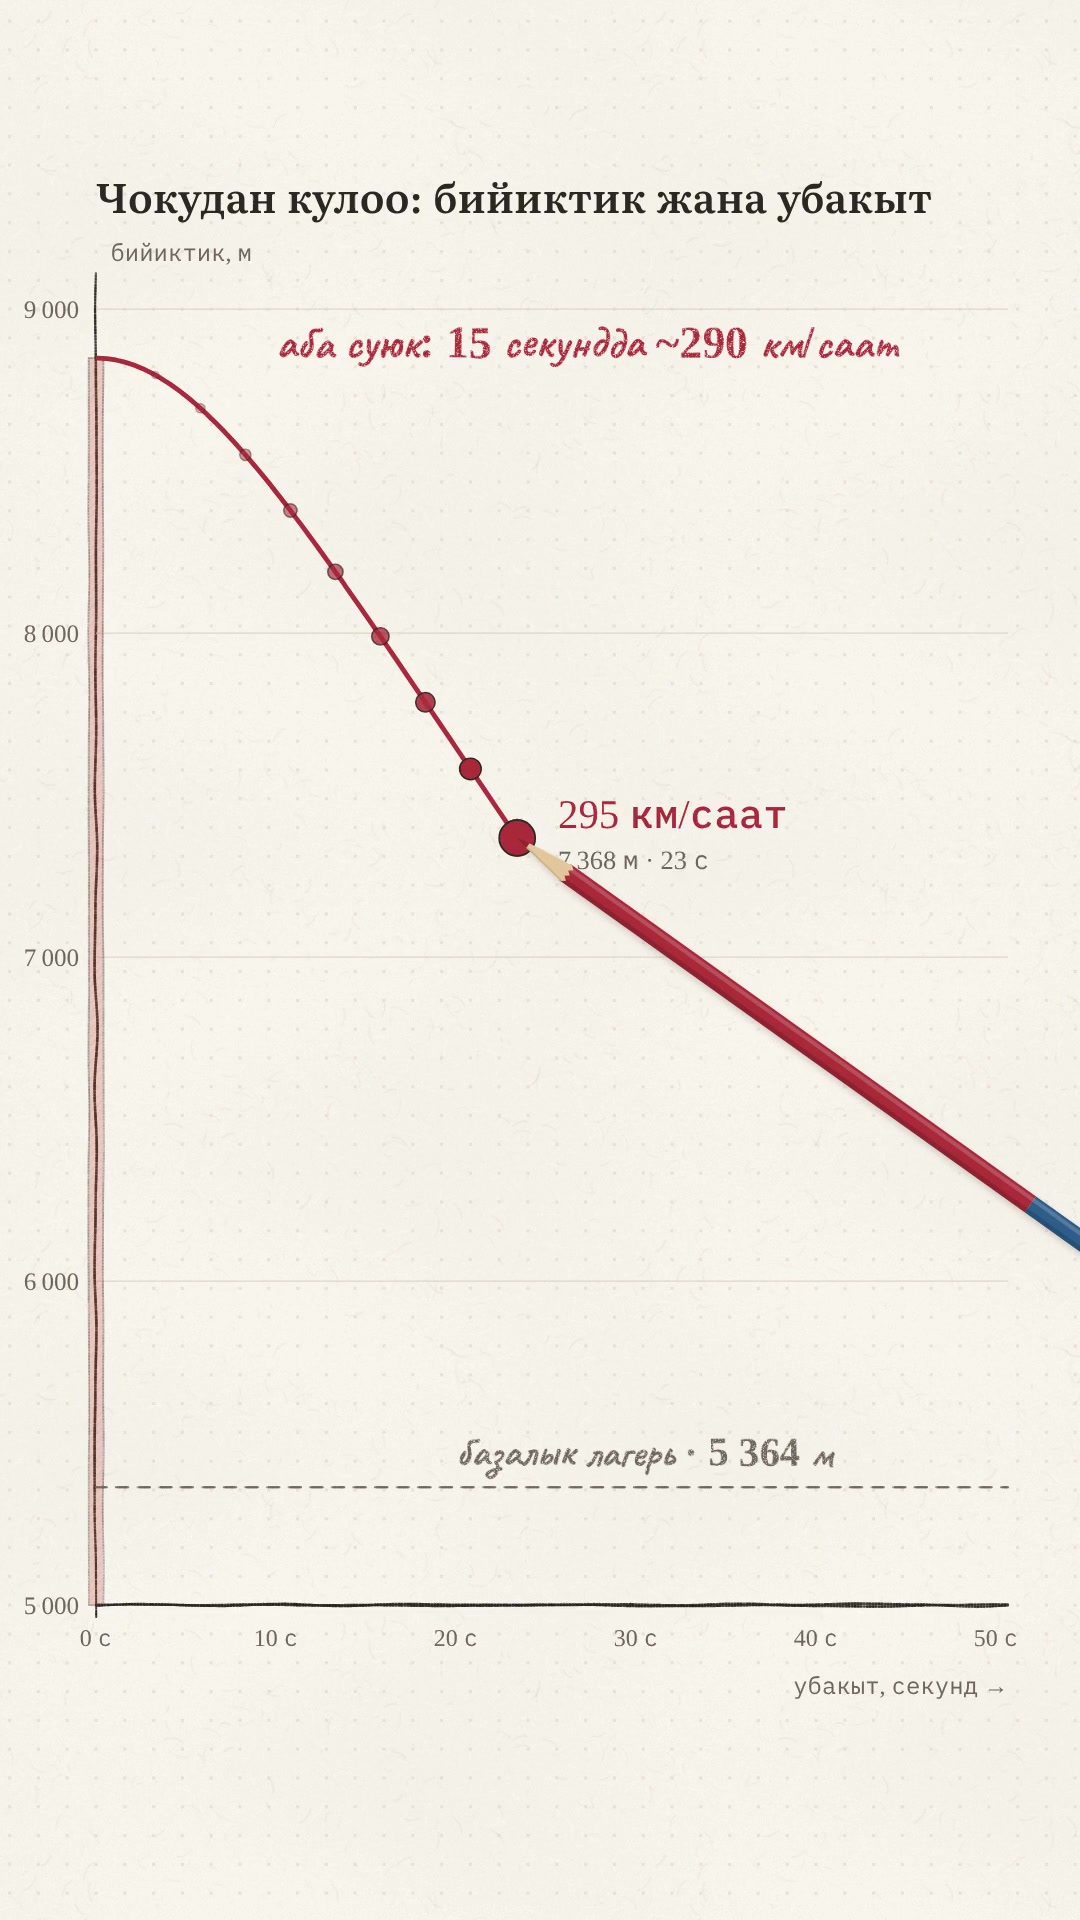 Чокудан кулоо: бийиктик жана убакыт
бийиктик, м
9 000
аба суюк: 15 секундда ~290 км/саат
8 000
295 км/саат
7 368 м · 23 с
7 000
6 000
базалык лагерь · 5 364 м
5 000
0 с 10 с 20 с 30 с 40 с 50 с
убакыт, секунд →